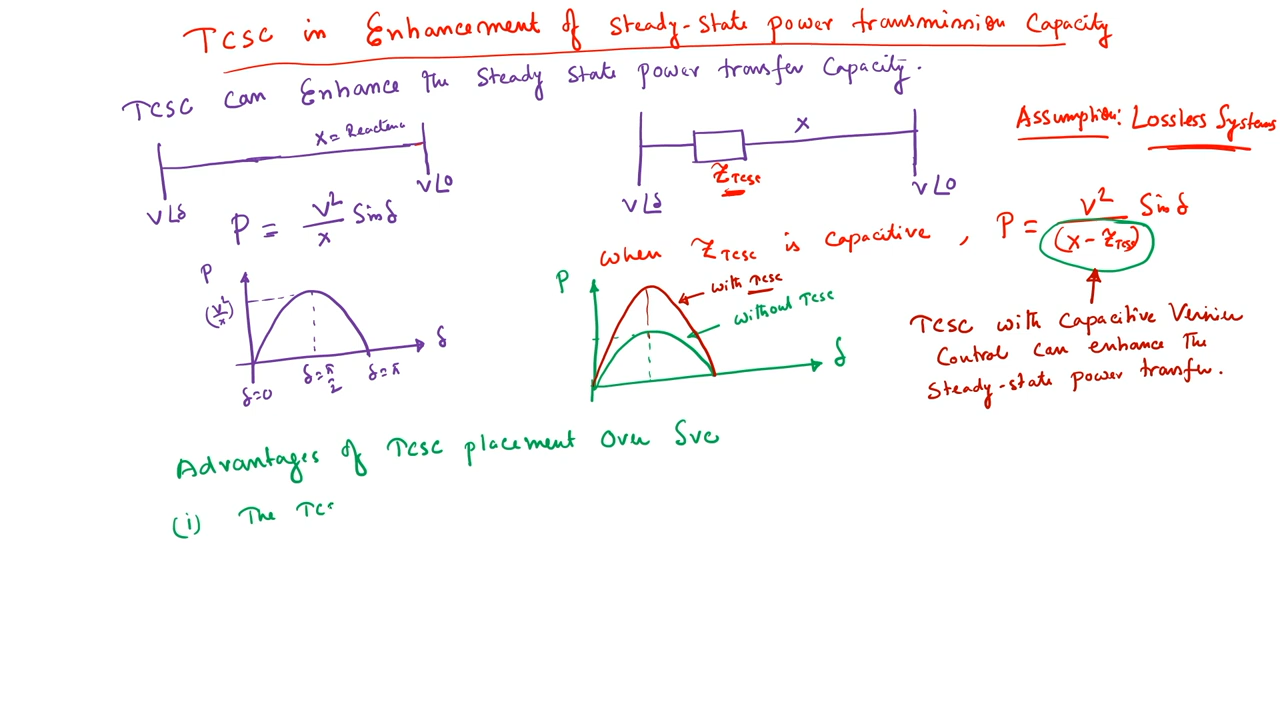 TCSC in Enhancement of Steady-State power transmission Capacity
TCSC Can Enhance the Steady State power transfer Capacity.
X = Reactance
V∠δ
V∠0
P = V²/X Sinδ
P
(V²/X)
δ=0
δ=π/2
δ=π
δ
X
Z_TCSC
V∠δ
V∠0
Assumption: Lossless Systems
When Z_TCSC is Capacitive, P = V²/(X-Z_TCSC) Sinδ
P
with TCSC
without TCSC
δ
TCSC with Capacitive Vernier
Control Can enhance The
Steady-state power transfer.
Advantages of TCSC placement Over SVC
(i) The TCS